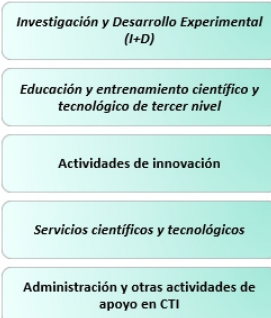 Investigación y Desarrollo Experimental
(I+D)
Educación y entrenamiento científico y
tecnológico de tercer nivel
Actividades de innovación
Servicios científicos y tecnológicos
Administración y otras actividades de
apoyo en CTI